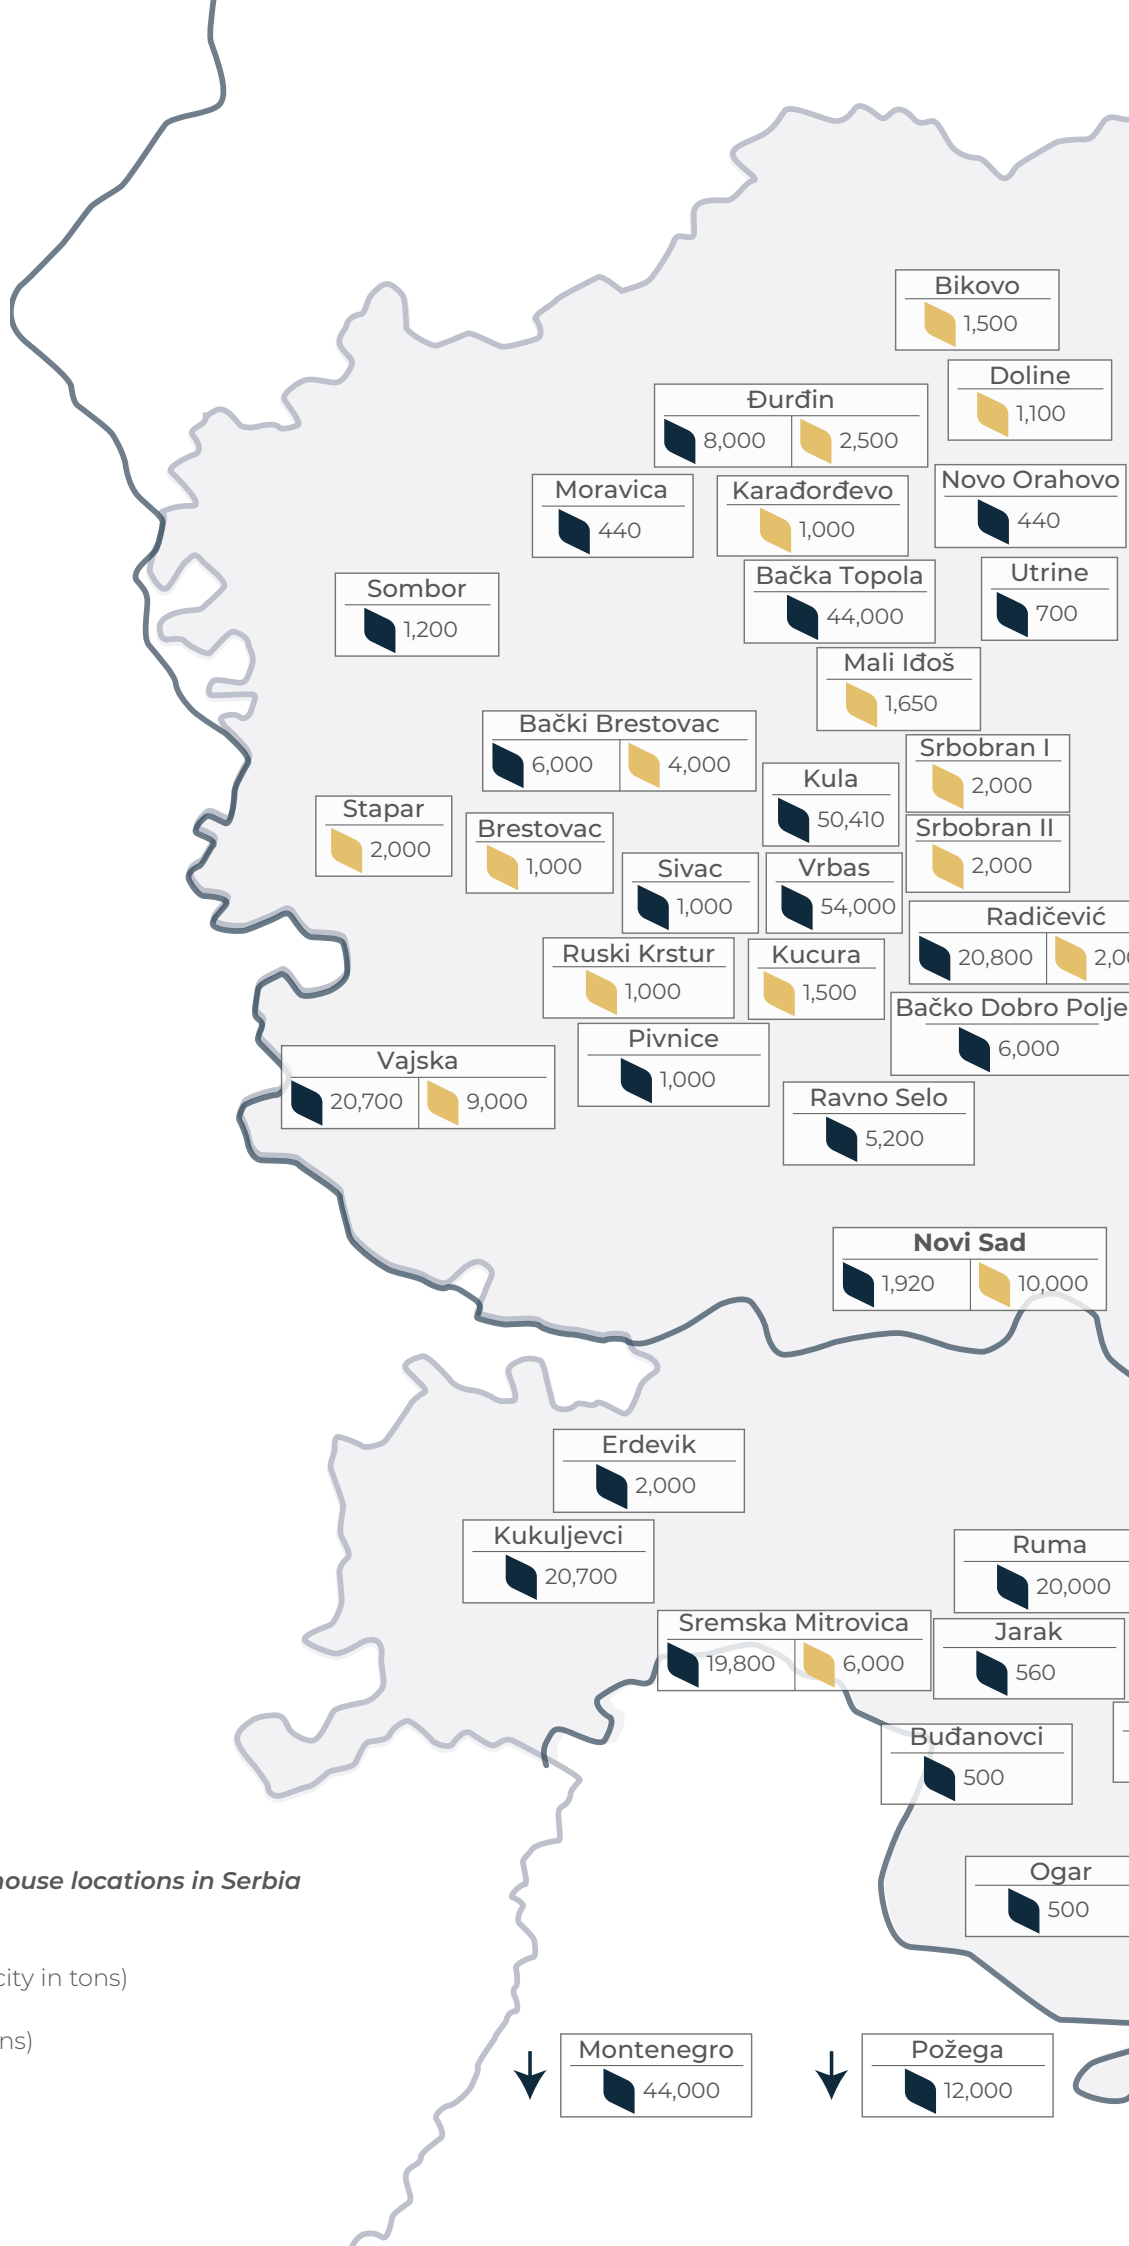 Bikovo
1,500
Doline
1,100
Đurđin
8,000 2,500
Moravica
440
Karađorđevo
1,000
Novo Orahovo
440
Sombor
1,200
Bačka Topola
44,000
Utrine
700
Mali Iđoš
1,650
Bački Brestovac
6,000 4,000
Srbobran I
2,000
Kula
50,410
Stapar
2,000
Brestovac
1,000
Srbobran II
2,000
Sivac
1,000
Vrbas
54,000
Radičević
20,800
Ruski Krstur
1,000
Kucura
1,500
Bačko Dobro Polje
6,000
Pivnice
1,000
Vajska
20,700 9,000
Ravno Selo
5,200
Novi Sad
1,920 10,000
Erdevik
2,000
Kukuljevci
20,700
Ruma
20,000
Sremska Mitrovica
19,800 6,000
Jarak
560
Buđanovci
500
Ogar
500
locations in Serbia
in tons)
Montenegro
44,000
Požega
12,000